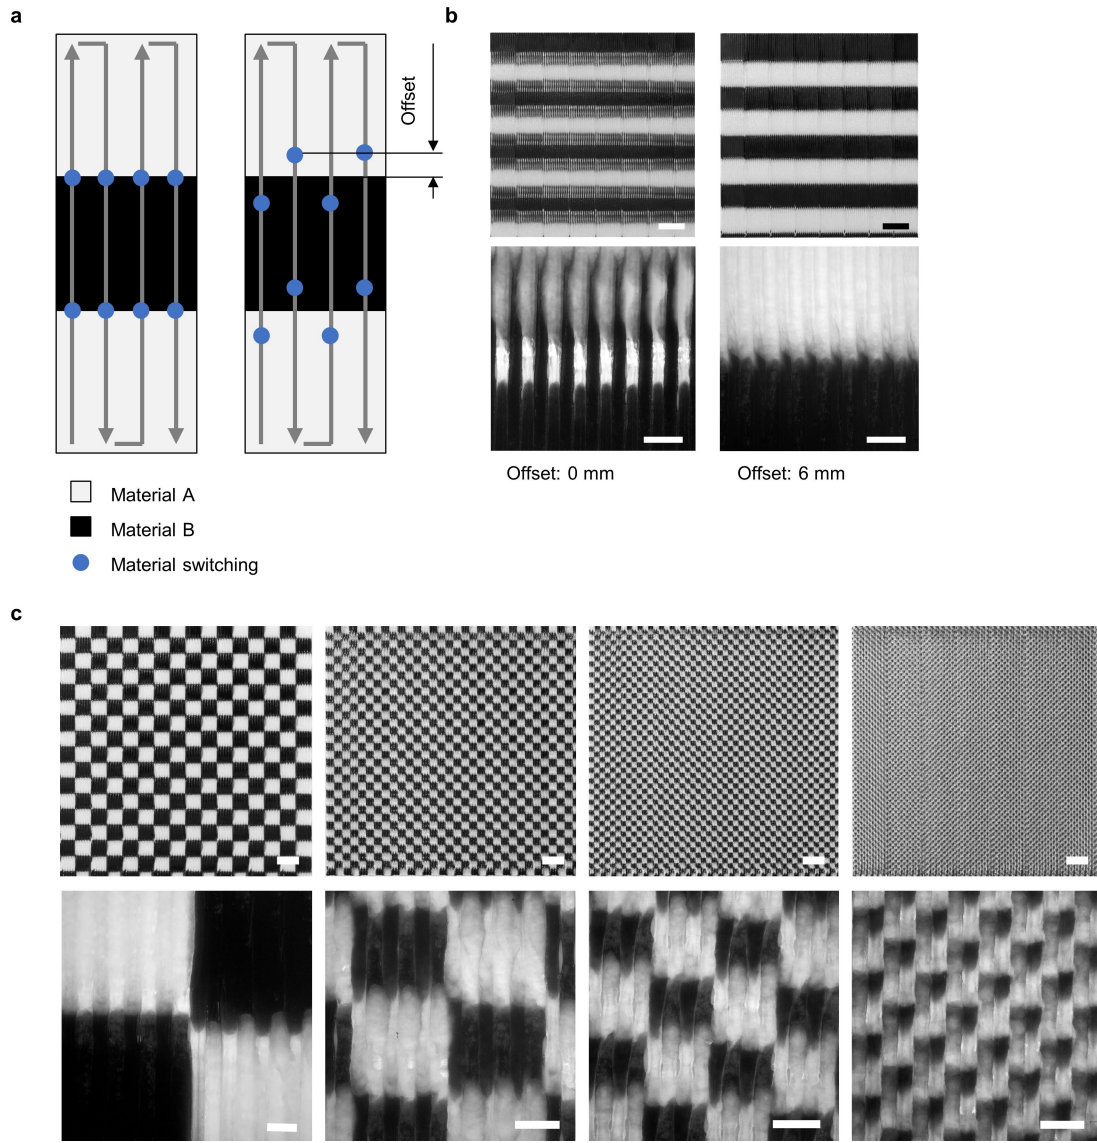 a
b
Offset
Offset: 0 mm
Offset: 6 mm
Material A
Material B
Material switching
c